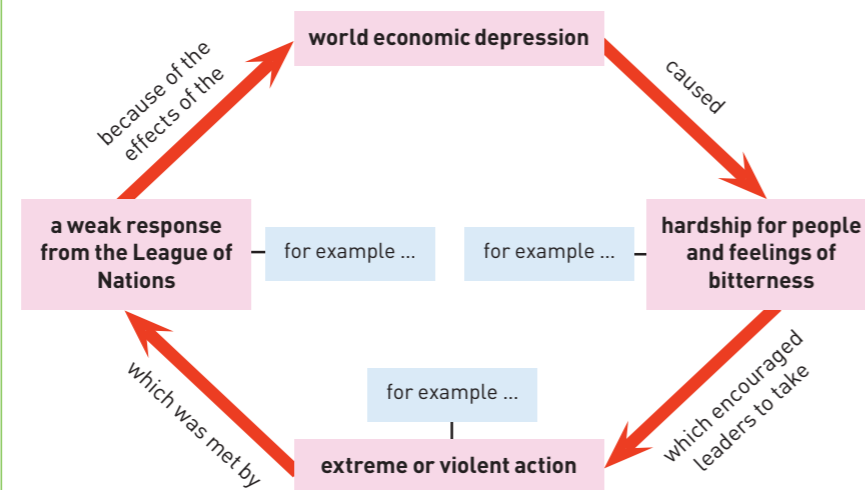 world economic depression
because of the
effects of the
caused
a weak response
from the League of
Nations
for example ...
for example ...
hardship for people
and feelings of
bitterness
which was met by
for example ...
which encouraged
leaders to take
extreme or violent action